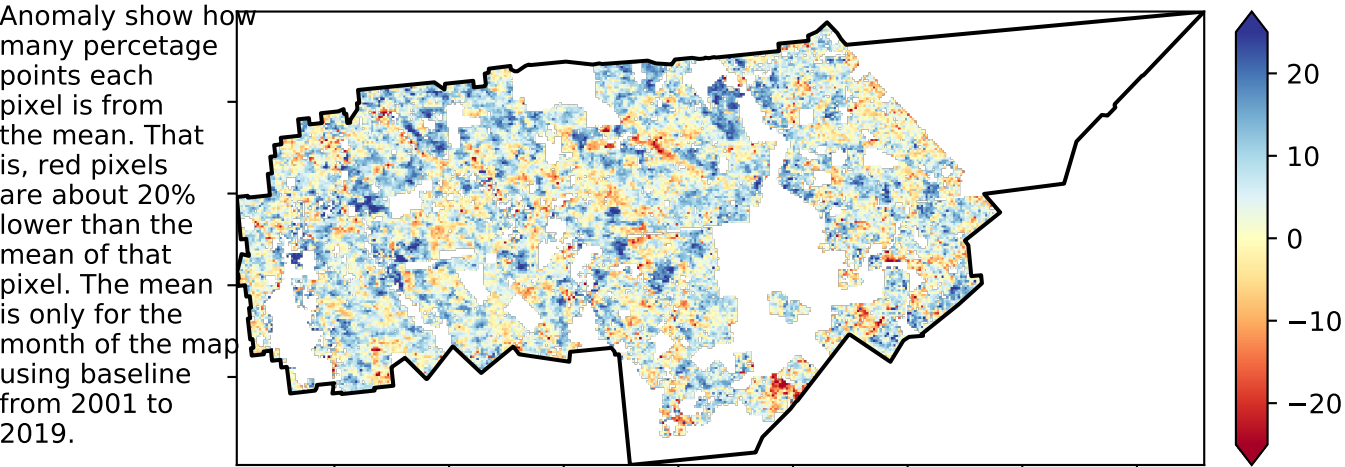 Anomaly show how
many percetage
points each
pixel is from
the mean. That
is, red pixels
are about 20%
lower than the
mean of that
pixel. The mean
is only for the
month of the map
using baseline
from 2001 to
2019.
20
10
0
−10
−20